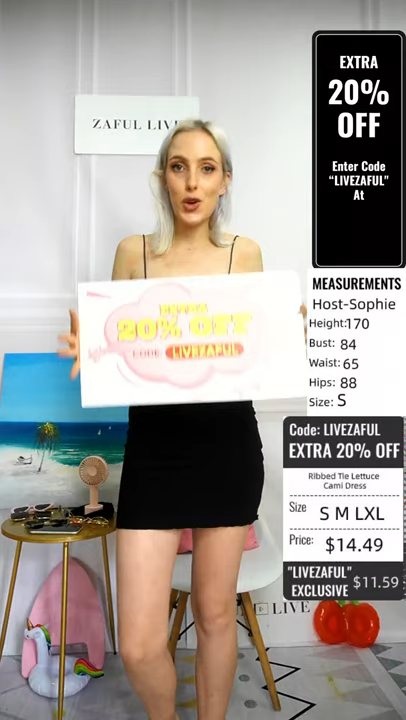 EXTRA
20%
OFF
Enter Code
"LIVEZAFUL"
At
ZAFUL LIVE
EXTRA
20% OFF
CODE: LIVEZAFUL
MEASUREMENTS
Host-Sophie
Height:170
Bust: 84
Waist: 65
Hips: 88
Size: S
Code: LIVEZAFUL
EXTRA 20% OFF
Ribbed Tie Lettuce
Cami Dress
Size S M LXL
Price: $14.49
"LIVEZAFUL"
EXCLUSIVE $11.59
LIVE